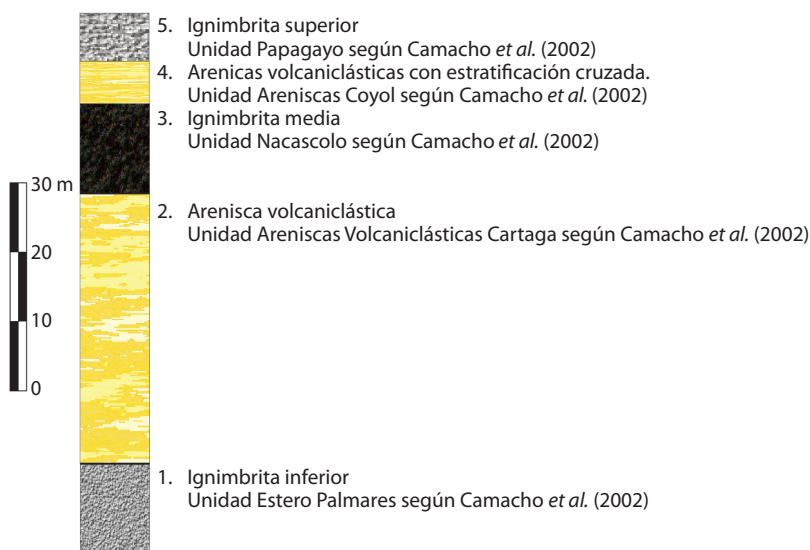 5. Ignimbrita superior
Unidad Papagayo según Camacho et al. (2002)
4. Arenicas volcaniclásticas con estratificación cruzada.
Unidad Areniscas Coyol según Camacho et al. (2002)
3. Ignimbrita media
Unidad Nacascolo según Camacho et al. (2002)
30 m
2. Arenisca volcaniclástica
Unidad Areniscas Volcaniclásticas Cartaga según Camacho et al. (2002)
20
10
0
1. Ignimbrita inferior
Unidad Estero Palmares según Camacho et al. (2002)